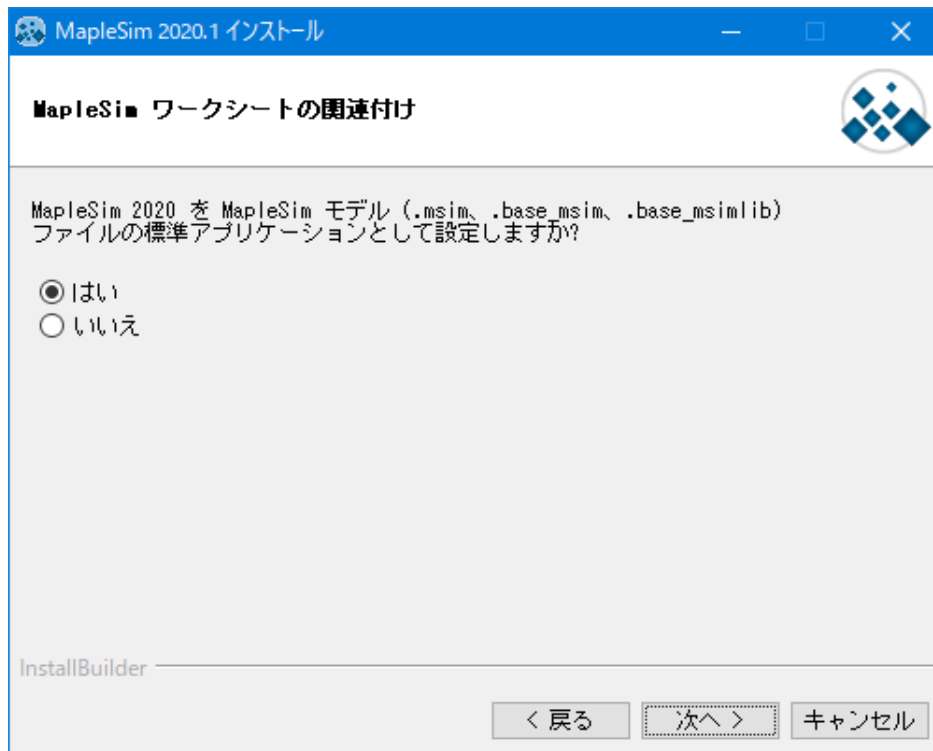 MapleSim 2020.1 インストール
MapleSim ワークシートの関連付け
MapleSim 2020 を MapleSim モデル (.msim、.base_msim、.base_msimlib)
ファイルの標準アプリケーションとして設定しますか?
はい
いいえ
InstallBuilder
< 戻る 次へ > キャンセル